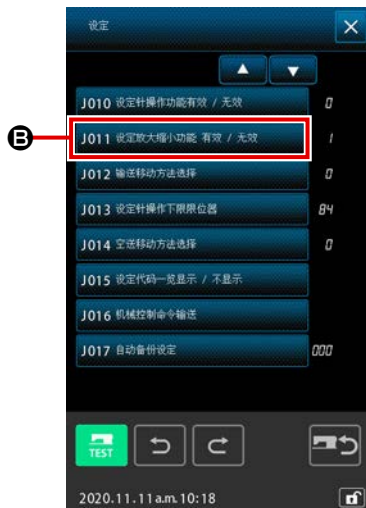 设定
J010 设定针操作功能有效 / 无效 0
B J011 设定放大缩小功能 有效 / 无效 1
J012 输送移动方法选择 0
J013 设定针操作下限限位器 84
J014 空送移动方法选择 0
J015 设定代码一览显示 / 不显示
J016 机械控制命令输送
J017 自动备份设定 000
TEST
2020.11.11a.m.10:18